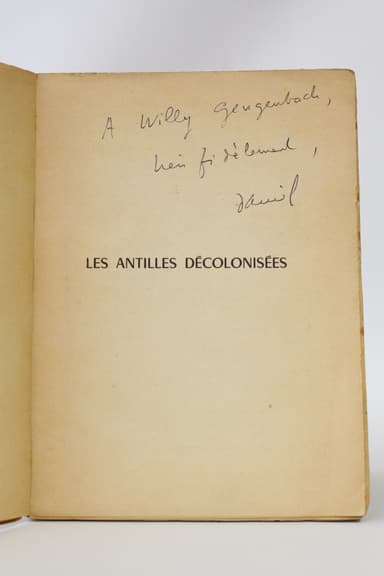 A Willy Gengenbach,
bien fidèlement,
Daniel
LES ANTILLES DÉCOLONISÉES